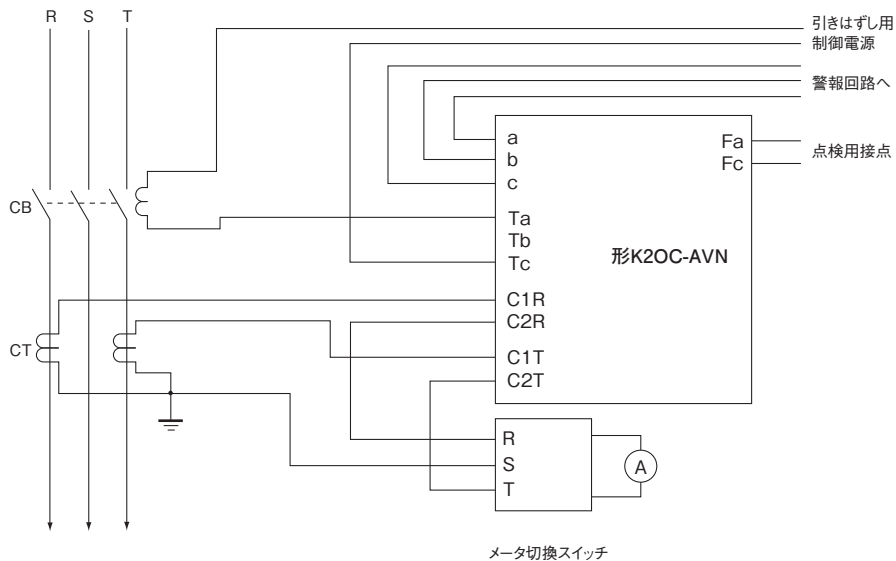 R S T
引きはずし用
制御電源
警報回路へ
a
b
c
Fa
Fc
点検用接点
CB
Ta
Tb
Tc
形K2OC-AVN
C1R
C2R
CT
C1T
C2T
R
S
T
A
メータ切換スイッチ